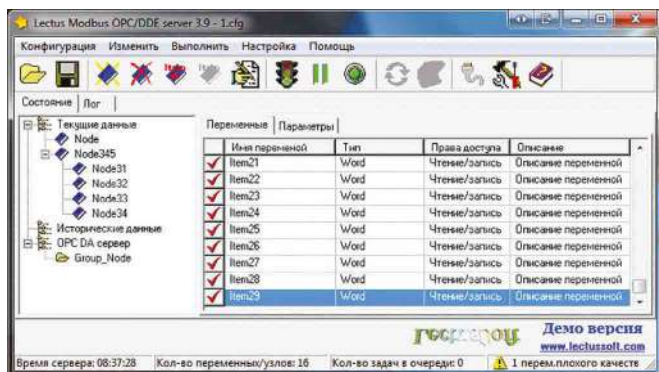 Lectus Modbus OPC/DDE server 3.9 - 1.cfg
Конфигурация Изменить Выполнить Настройка Помощь
Состояние Лог
Текущие данные
Node
Node345
Node31
Node32
Node33
Node34
Исторические данные
OPC DA сервер
Group_Node
Переменные Параметры
Имя переменой Тип Права доступа Описание
Item21 Word Чтение/запись Описание переменной
Item22 Word Чтение/запись Описание переменной
Item23 Word Чтение/запись Описание переменной
Item24 Word Чтение/запись Описание переменной
Item25 Word Чтение/запись Описание переменной
Item26 Word Чтение/запись Описание переменной
Item27 Word Чтение/запись Описание переменной
Item28 Word Чтение/запись Описание переменной
Item29 Word Чтение/запись Описание переменной
Демо версия
www.lectussoft.com
Время сервера: 08:37:28 Кол-во переменных/узлов: 16 Кол-во задач в очереди: 0 1 перем.плохого качеств